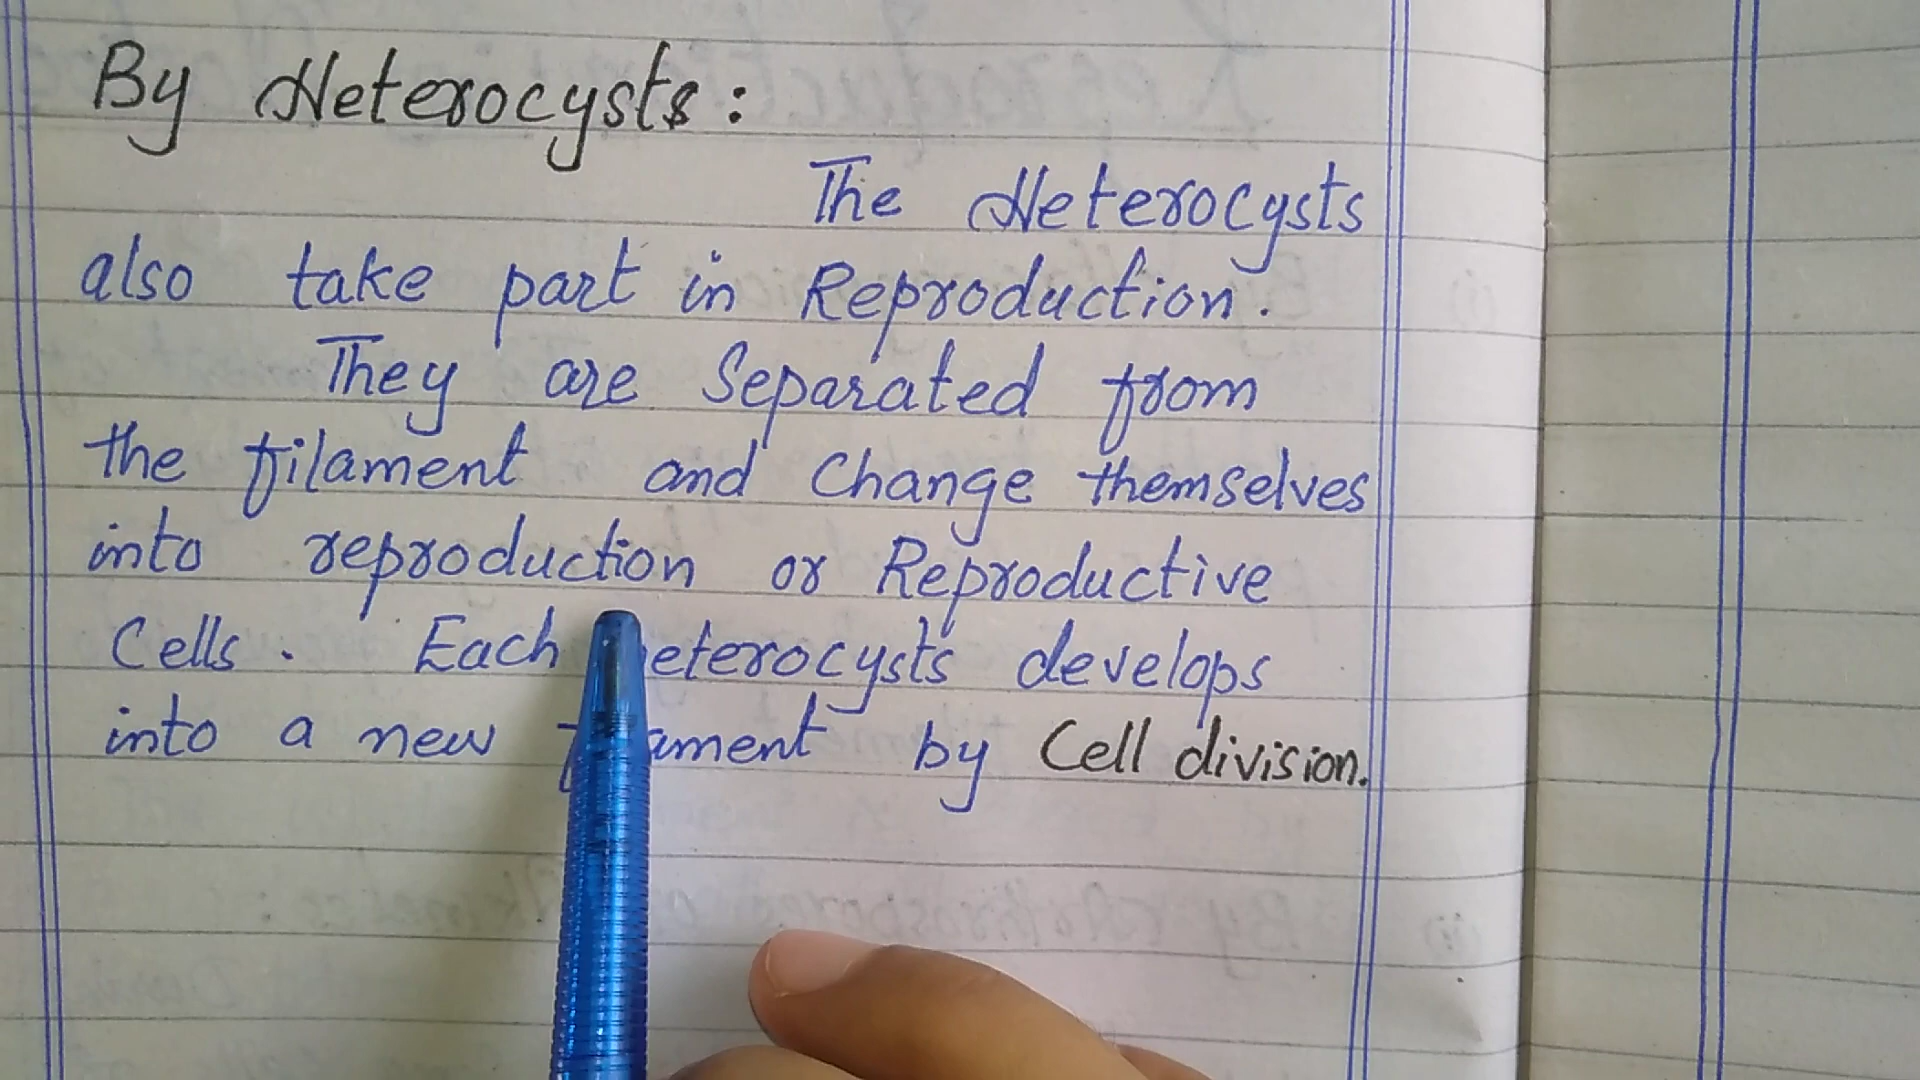 By Heterocysts:
The Heterocysts
also take part in Reproduction.
They are Separated from
the filament and Change themselves
into reproduction or Reproductive
Cells. Each eterocysts develops
into a new ament by Cell division.